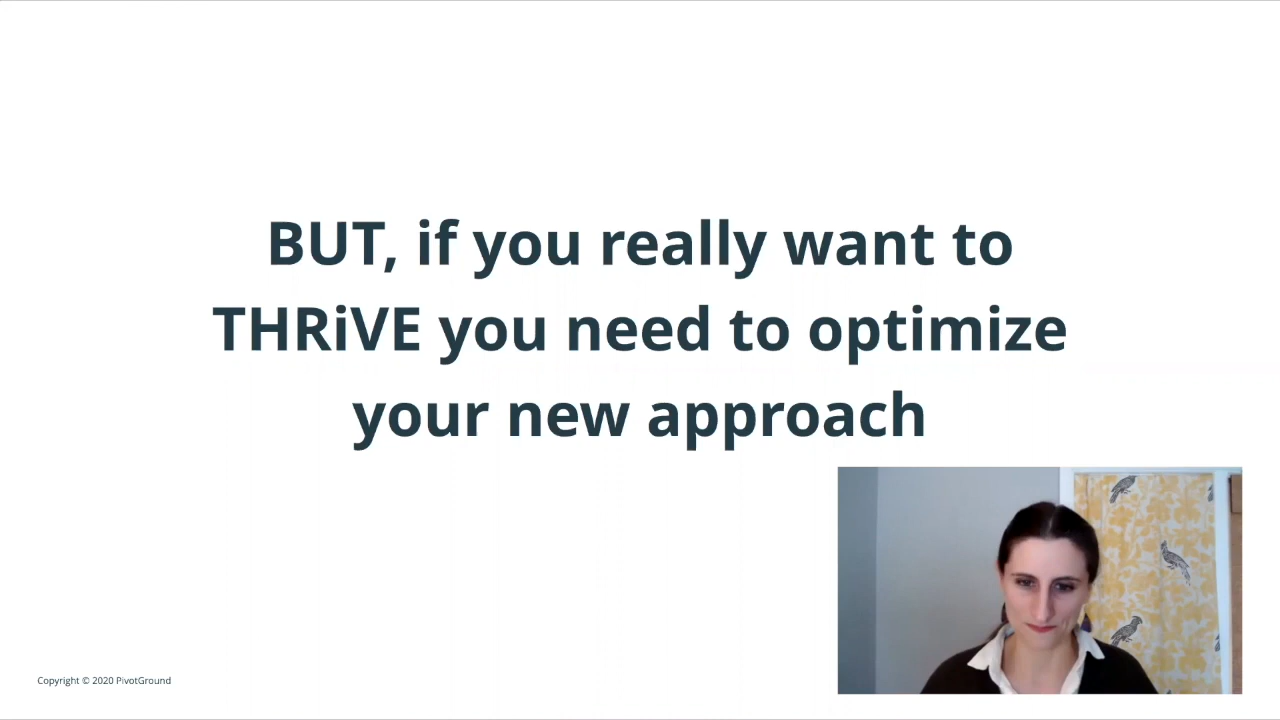 BUT, if you really want to
THRiVE you need to optimize
your new approach
Copyright © 2020 PivotGround